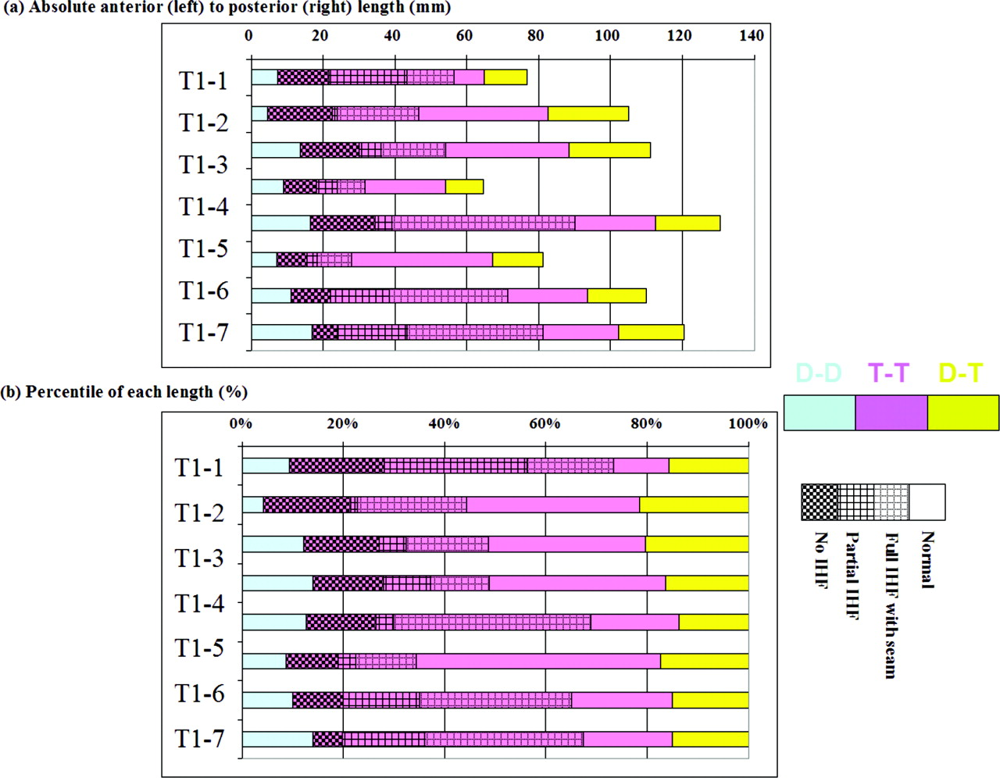 (a) Absolute anterior (left) to posterior (right) length (mm)
0 20 40 60 80 100 120 140
T1-1
T1-2
T1-3
T1-4
T1-5
T1-6
T1-7
(b) Percentile of each length (%)
0% 20% 40% 60% 80% 100%
T1-1
T1-2
T1-3
T1-4
T1-5
T1-6
T1-7
D-D T-T D-T
No IHF
Partial IHF
Full IHF with seam
Normal